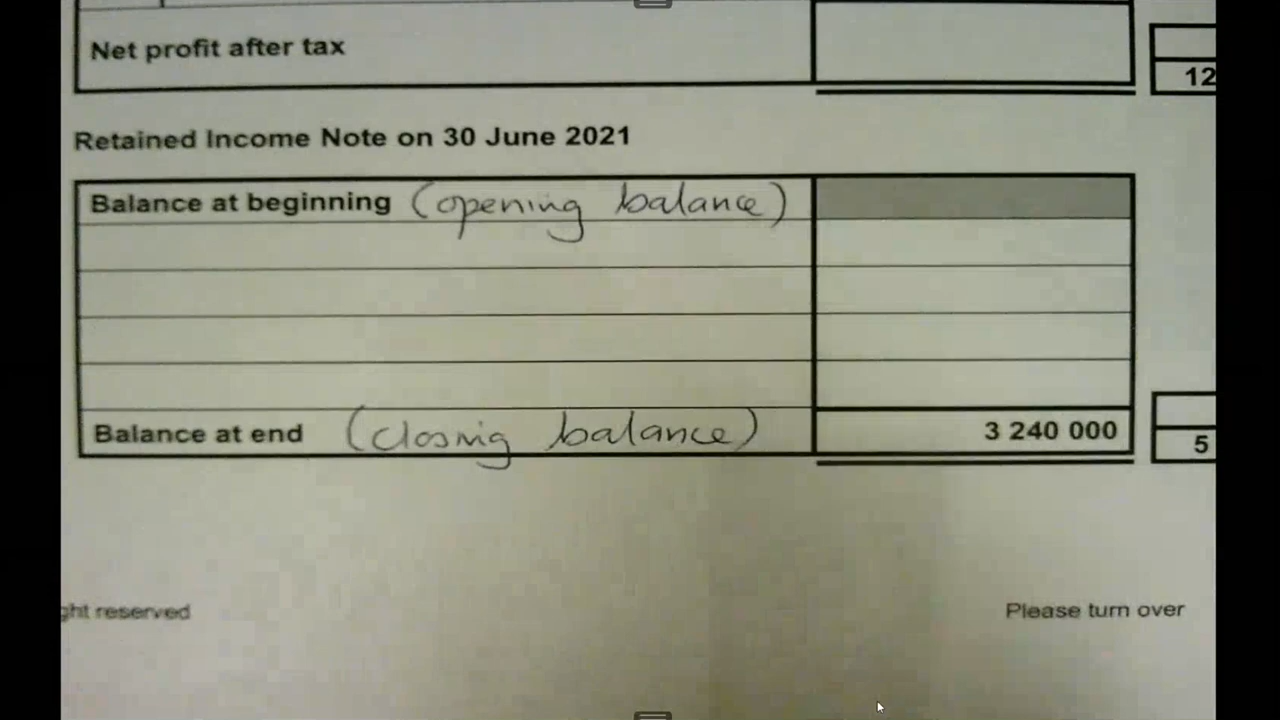 Net profit after tax
12
Retained Income Note on 30 June 2021
Balance at beginning (opening balance)
Balance at end (closing balance) 3 240 000
5
ght reserved
Please turn over